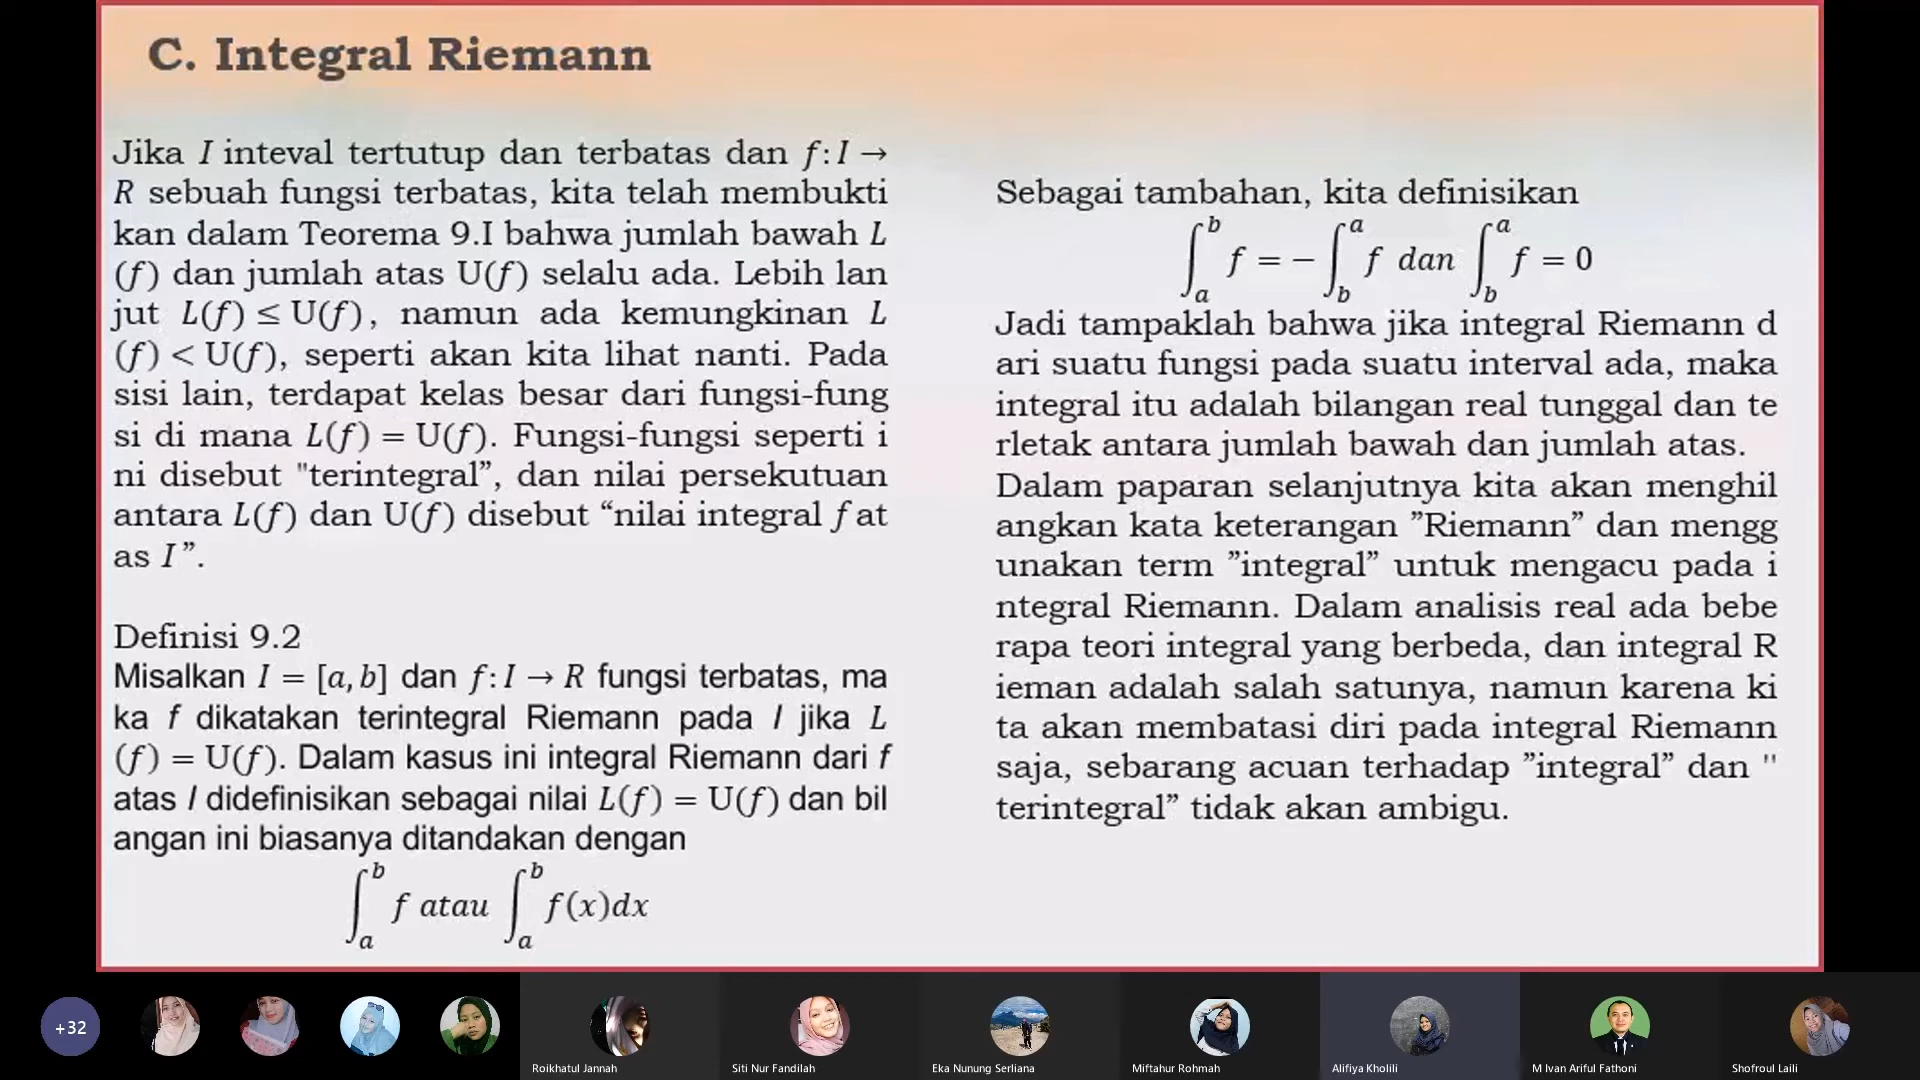 C. Integral Riemann
Jika I inteval tertutup dan terbatas dan f: I →
R sebuah fungsi terbatas, kita telah membukti
kan dalam Teorema 9.I bahwa jumlah bawah L
(f) dan jumlah atas U(f) selalu ada. Lebih lan
jut L(f) ≤ U(f), namun ada kemungkinan L
(f) < U(f), seperti akan kita lihat nanti. Pada
sisi lain, terdapat kelas besar dari fungsi-fung
si di mana L(f) = U(f). Fungsi-fungsi seperti i
ni disebut "terintegral”, dan nilai persekutuan
antara L(f) dan U(f) disebut “nilai integral f at
as I ”.
Definisi 9.2
Misalkan I = [a, b] dan f: I → R fungsi terbatas, ma
ka f dikatakan terintegral Riemann pada I jika L
(f) = U(f). Dalam kasus ini integral Riemann dari f
atas I didefinisikan sebagai nilai L(f) = U(f) dan bil
angan ini biasanya ditandakan dengan
∫_a^b f atau ∫_a^b f(x)dx
Sebagai tambahan, kita definisikan
∫_a^b f = − ∫_b^a f dan ∫_b^a f = 0
Jadi tampaklah bahwa jika integral Riemann d
ari suatu fungsi pada suatu interval ada, maka
integral itu adalah bilangan real tunggal dan te
rletak antara jumlah bawah dan jumlah atas.
Dalam paparan selanjutnya kita akan menghil
angkan kata keterangan ”Riemann” dan mengg
unakan term ”integral” untuk mengacu pada i
ntegral Riemann. Dalam analisis real ada bebe
rapa teori integral yang berbeda, dan integral R
ieman adalah salah satunya, namun karena ki
ta akan membatasi diri pada integral Riemann
saja, sebarang acuan terhadap ”integral” dan "
terintegral” tidak akan ambigu.
+32
Roikhatul Jannah
Siti Nur Fandilah
Eka Nunung Serliana
Miftahur Rohmah
Alifiya Kholili
M Ivan Ariful Fathoni
Shofroul Laili